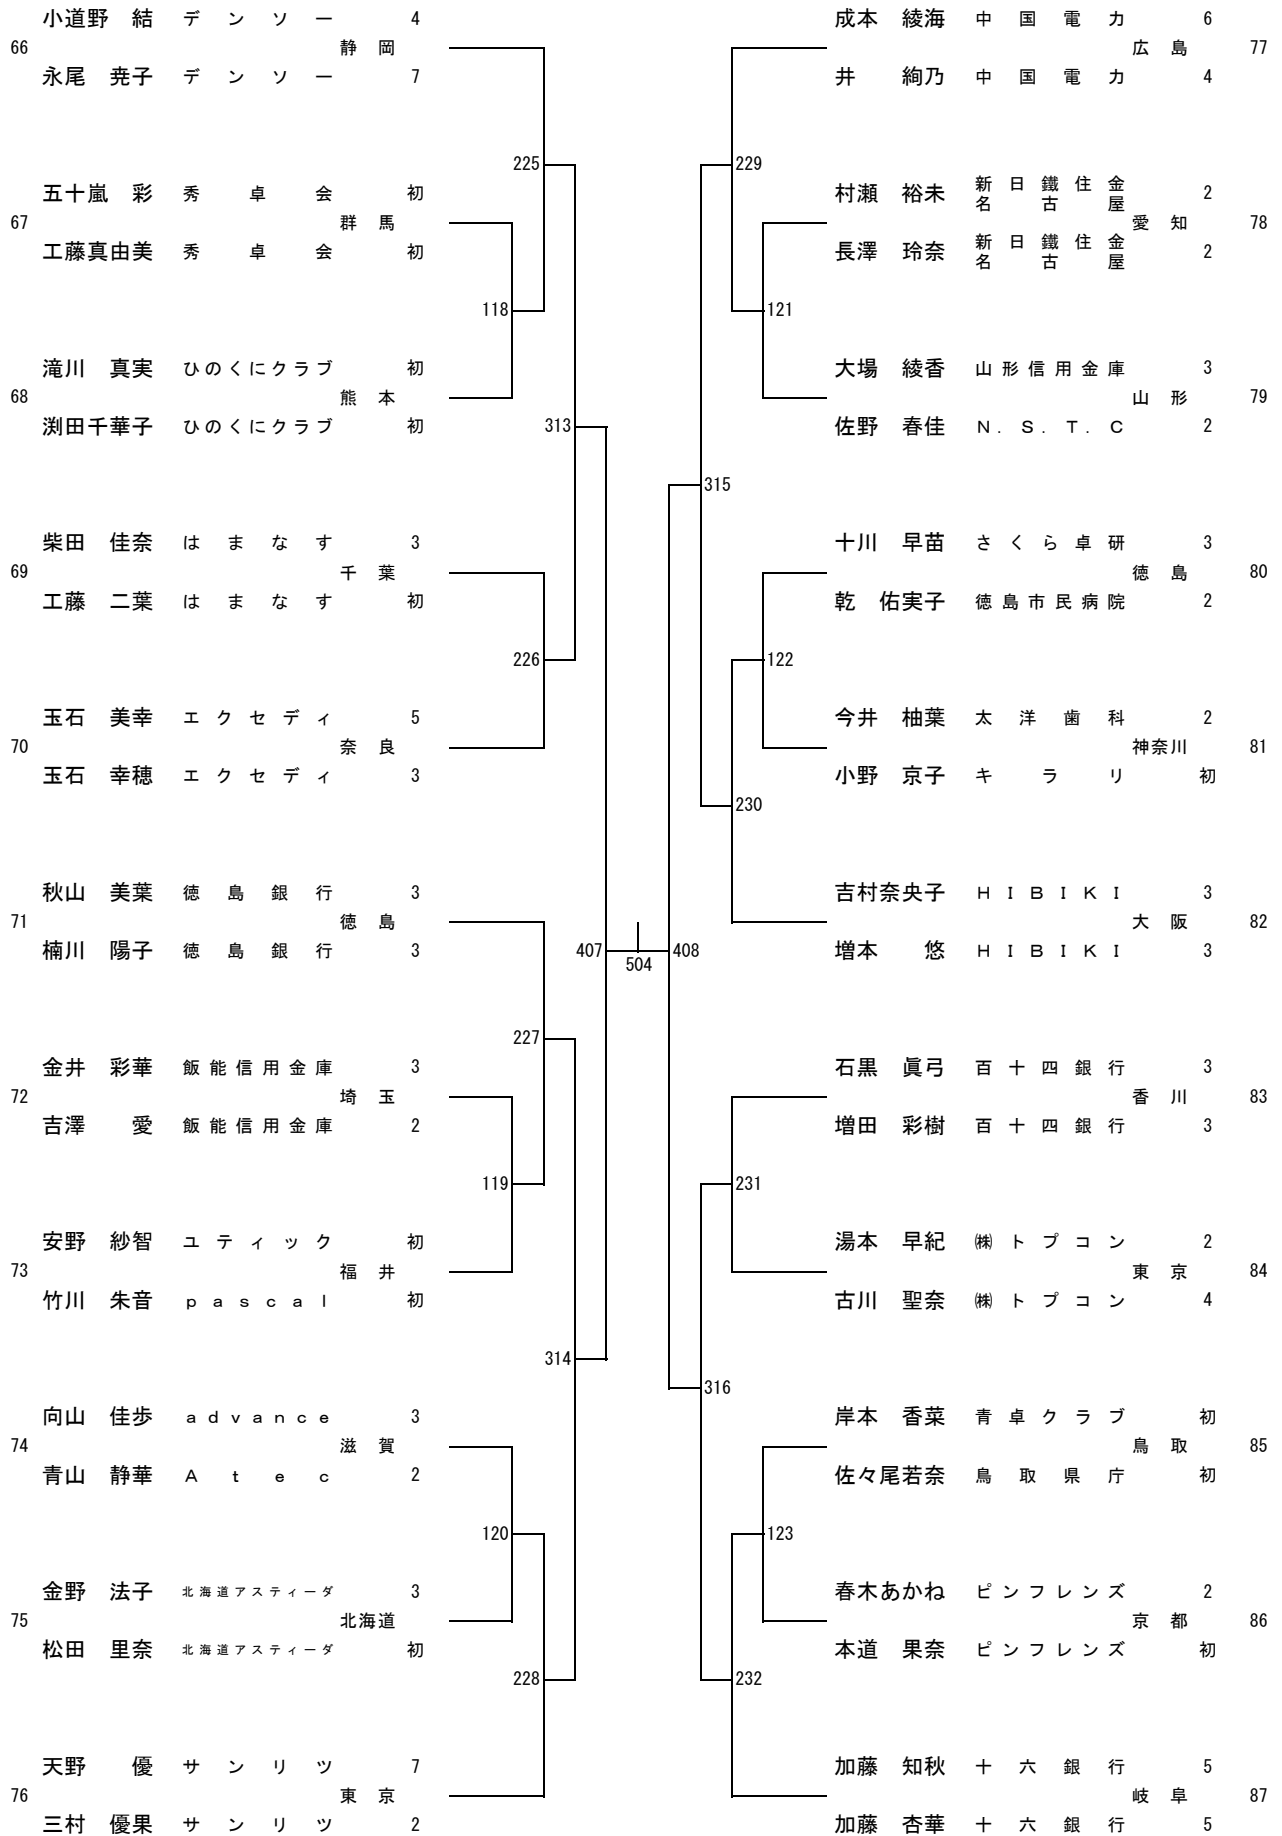 小道野 結 デンソー 4
66 静岡
永尾 尭子 デンソー 7
225
五十嵐 彩 秀卓会 初
67 群馬
工藤真由美 秀卓会 初
118
滝川 真実 ひのくにクラブ 初
68 熊本
渕田千華子 ひのくにクラブ 初
313
柴田 佳奈 はまなす 3
69 千葉
工藤 二葉 はまなす 初
226
玉石 美幸 エクセディ 5
70 奈良
玉石 幸穂 エクセディ 3
秋山 美葉 徳島銀行 3
71 徳島
楠川 陽子 徳島銀行 3
407
504
227
金井 彩華 飯能信用金庫 3
72 埼玉
吉澤 愛 飯能信用金庫 2
119
安野 紗智 ユティック 初
73 福井
竹川 朱音 pascal 初
314
向山 佳歩 advance 3
74 滋賀
青山 静華 Atec 2
120
金野 法子 北海道アスティーダ 3
75 北海道
松田 里奈 北海道アスティーダ 初
228
天野 優 サンリツ 7
76 東京
三村 優果 サンリツ 2
成本 綾海 中国電力 6
広島 77
井 絢乃 中国電力 4
229
村瀬 裕未 新日鐵住金名古屋 2
愛知 78
長澤 玲奈 新日鐵住金名古屋 2
121
大場 綾香 山形信用金庫 3
山形 79
佐野 春佳 N.S.T.C 2
315
十川 早苗 さくら卓研 3
徳島 80
乾 佑実子 徳島市民病院 2
122
今井 柚葉 太洋歯科 2
神奈川 81
小野 京子 キラリ 初
230
吉村奈央子 HIBIKI 3
大阪 82
増本 悠 HIBIKI 3
408
石黒 眞弓 百十四銀行 3
香川 83
増田 彩樹 百十四銀行 3
231
湯本 早紀 ㈱トプコン 2
東京 84
古川 聖奈 ㈱トプコン 4
316
岸本 香菜 青卓クラブ 初
鳥取 85
佐々尾若奈 鳥取県庁 初
123
春木あかね ピンフレンズ 2
京都 86
本道 果奈 ピンフレンズ 初
232
加藤 知秋 十六銀行 5
岐阜 87
加藤 杏華 十六銀行 5